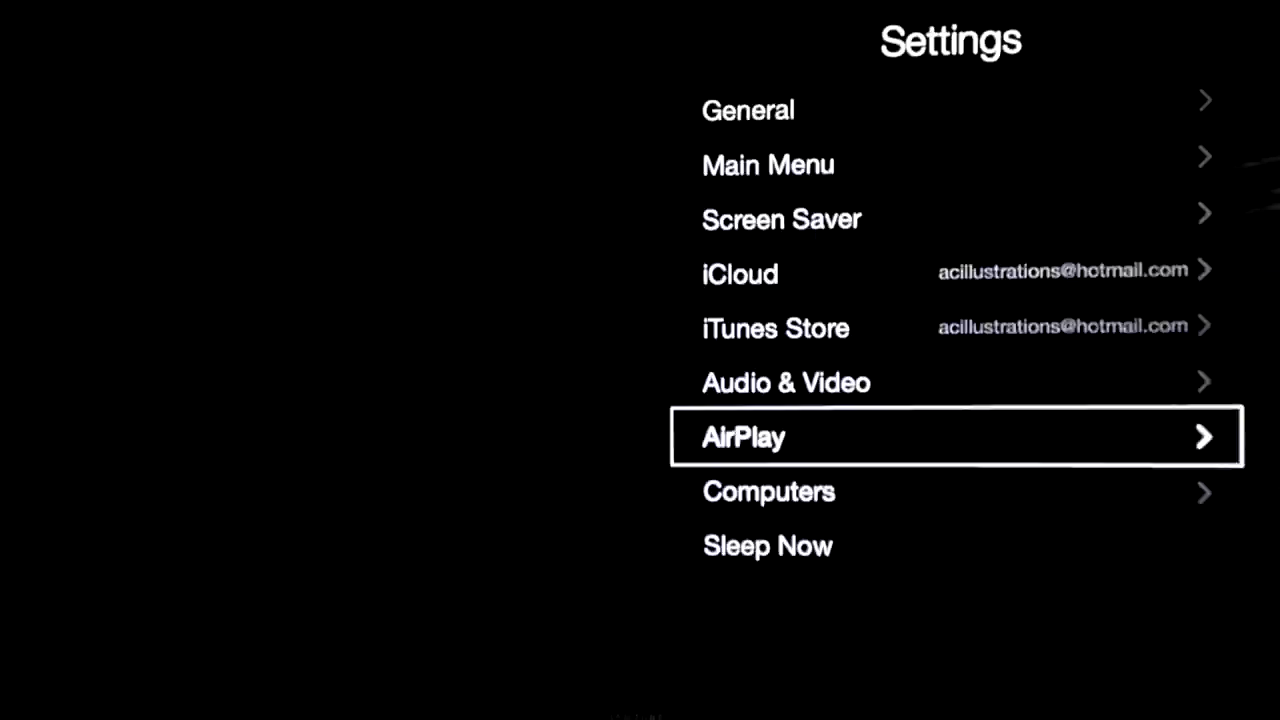 Settings
General
Main Menu
Screen Saver
iCloud acillustrations@hotmail.com
iTunes Store acillustrations@hotmail.com
Audio & Video
AirPlay
Computers
Sleep Now